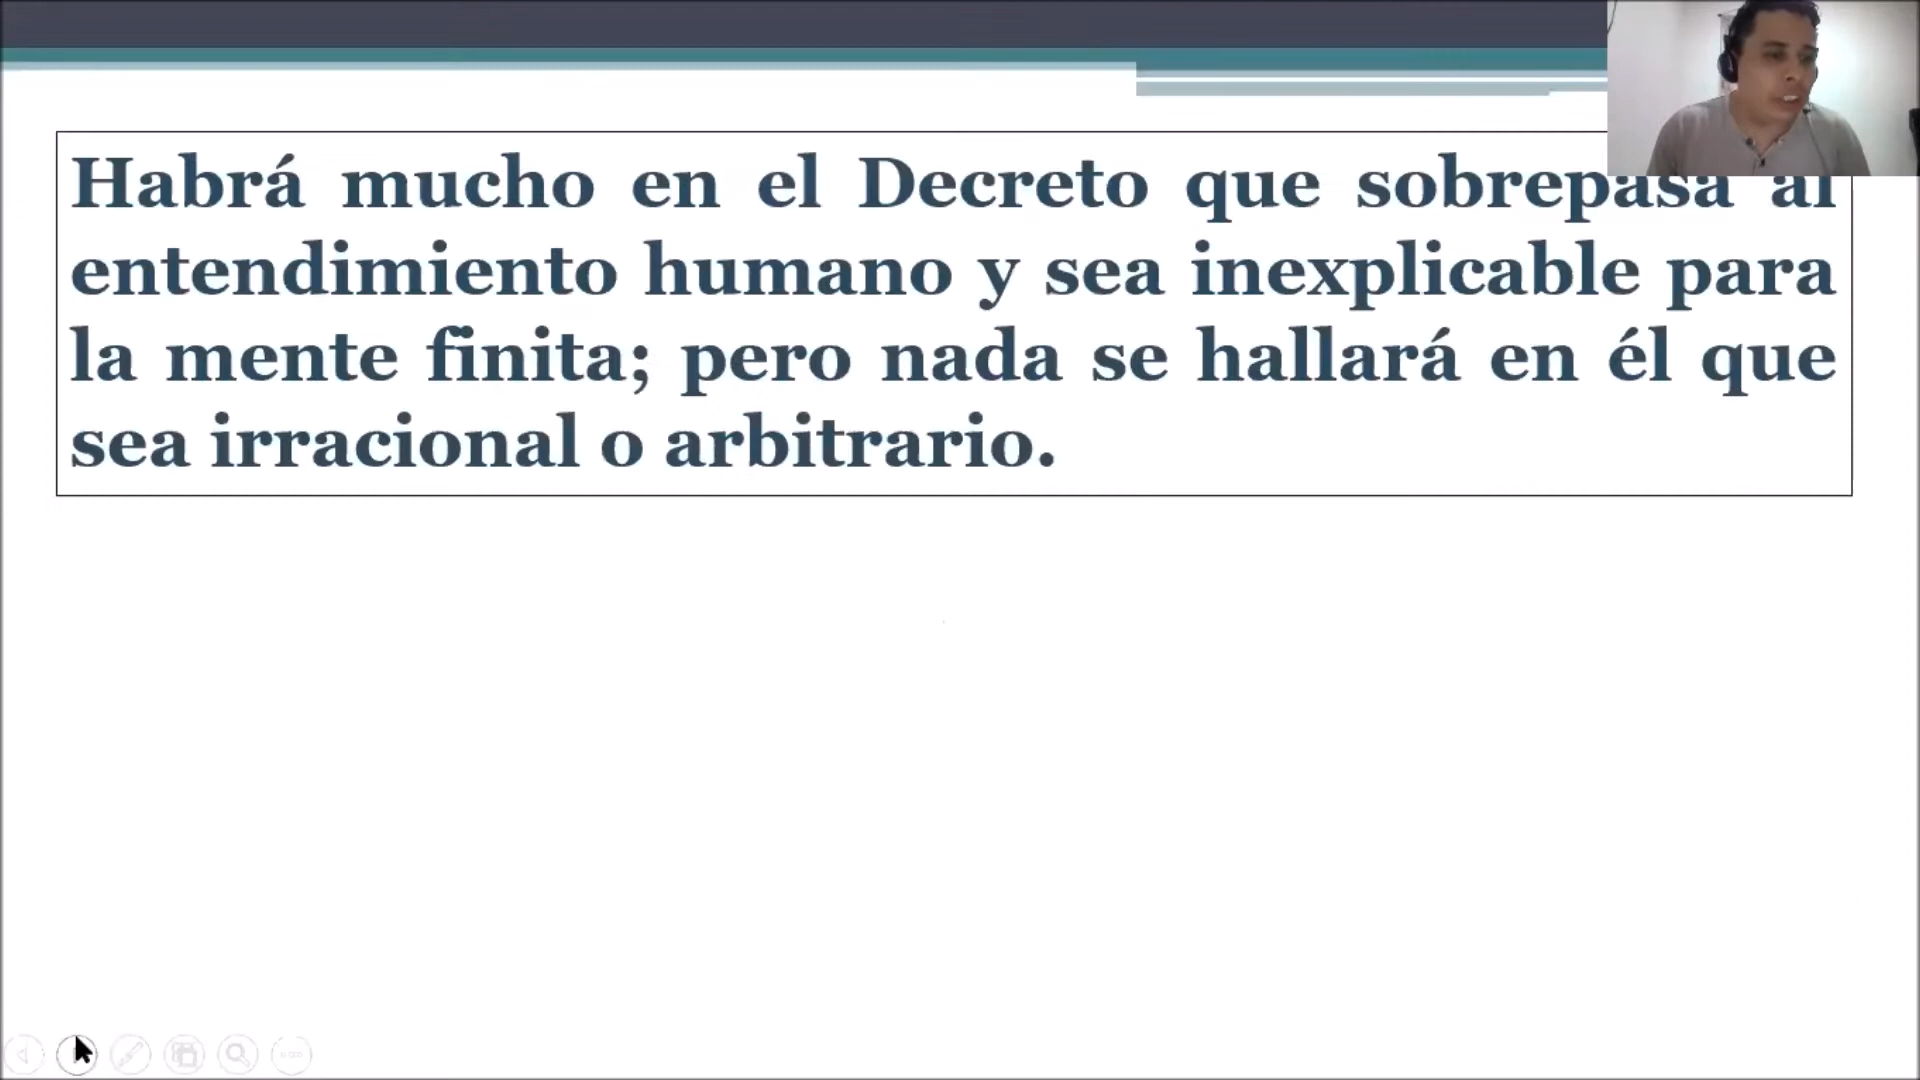 Habrá mucho en el Decreto que sobrepasa al
entendimiento humano y sea inexplicable para
la mente finita; pero nada se hallará en él que
sea irracional o arbitrario.